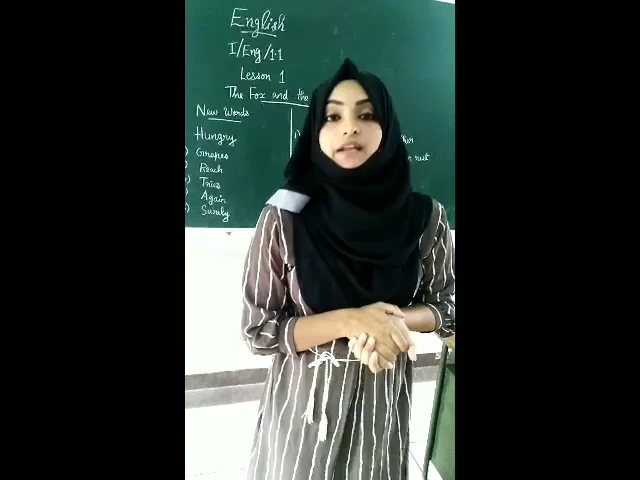 English
I/Eng/1.1
Lesson 1
The Fox and the
New Words
Hungry
Grapes
Reach
Tries
Again
Surely